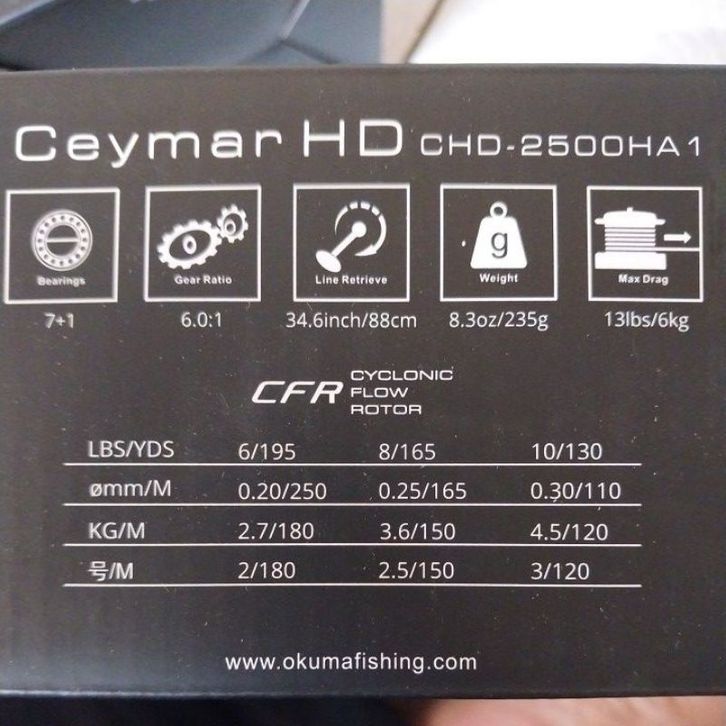 Ceymar HD CHD-2500HA1
Bearings Gear Ratio Line Retrieve g Weight Max Drag
7+1 6.0:1 34.6inch/88cm 8.3oz/235g 13lbs/6kg
CFR CYCLONIC
FLOW
ROTOR
LBS/YDS 6/195 8/165 10/130
ømm/M 0.20/250 0.25/165 0.30/110
KG/M 2.7/180 3.6/150 4.5/120
号/M 2/180 2.5/150 3/120
www.okumafishing.com